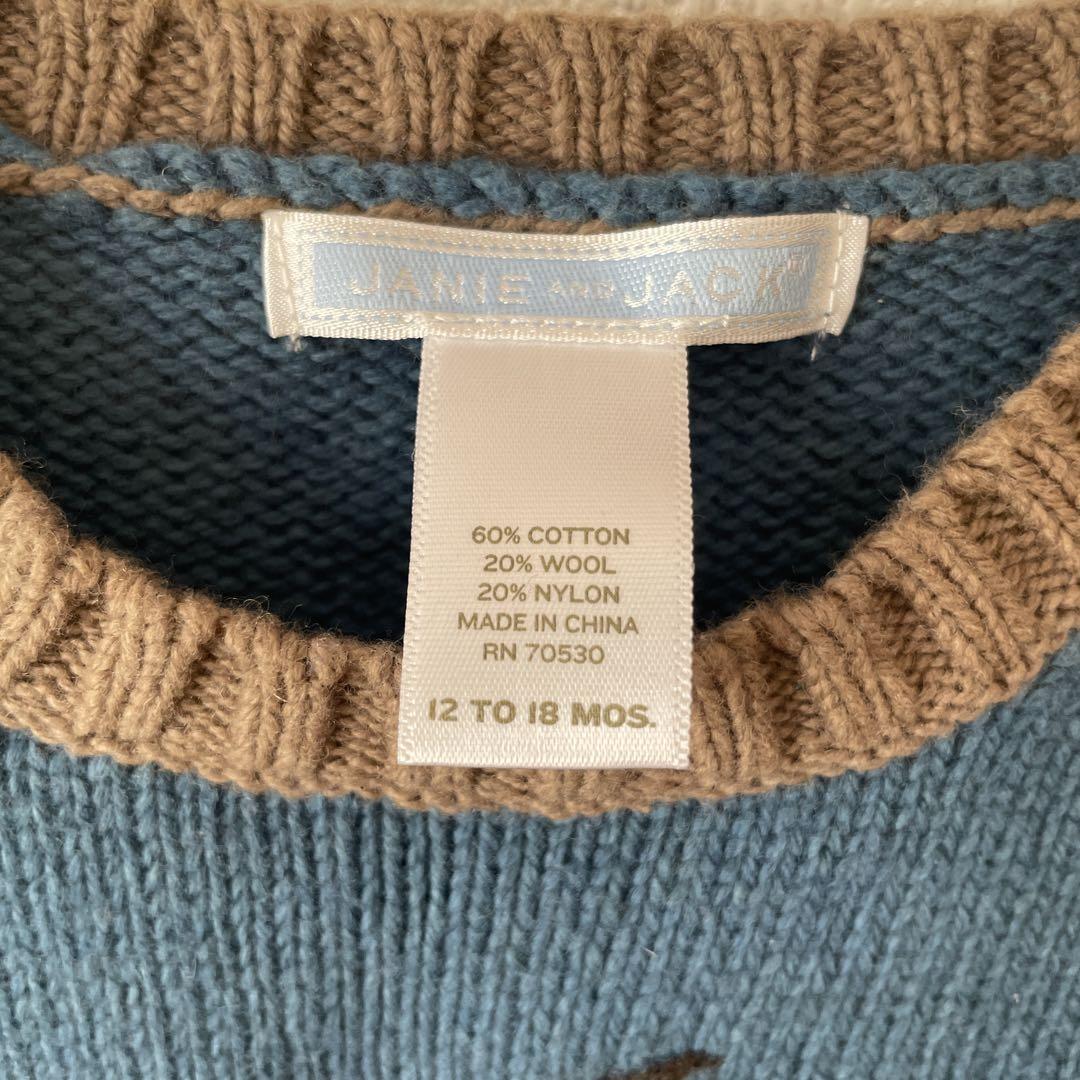 JANIE AND JACK®
60% COTTON
20% WOOL
20% NYLON
MADE IN CHINA
RN 70530
12 TO 18 MOS.